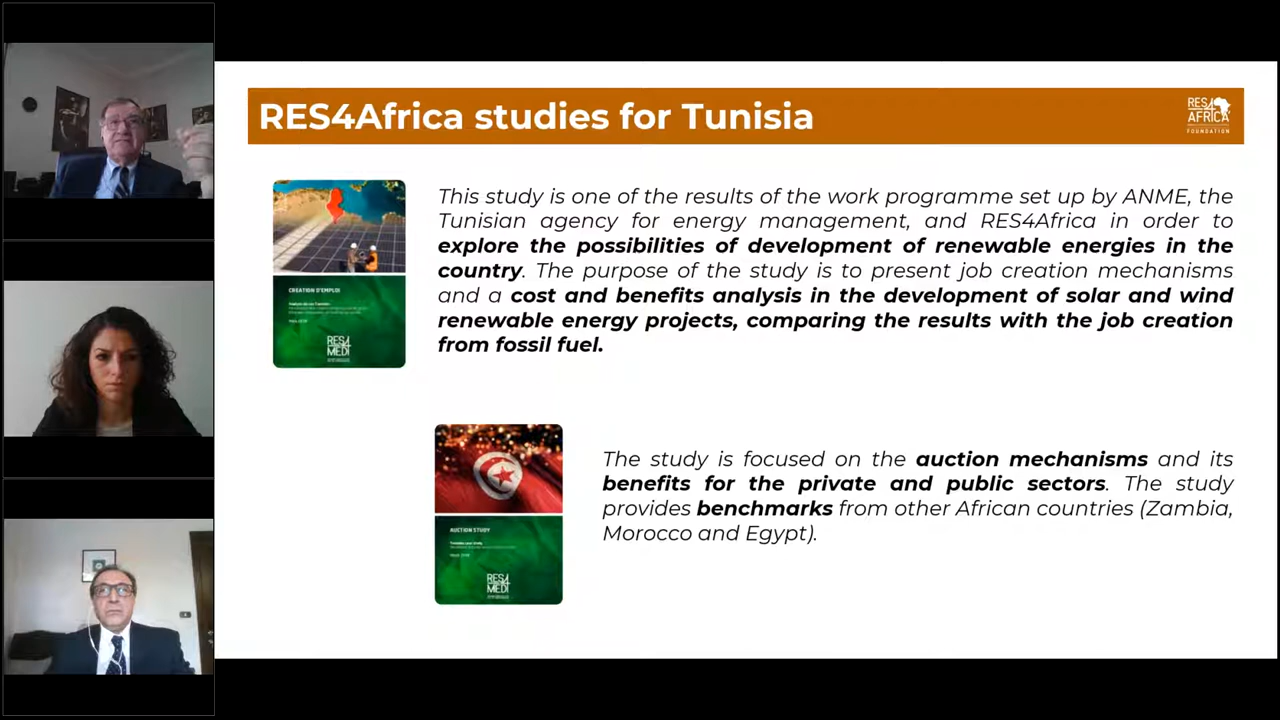 RES4Africa studies for Tunisia
RES4
AFRICA
FOUNDATION
This study is one of the results of the work programme set up by ANME, the
Tunisian agency for energy management, and RES4Africa in order to
explore the possibilities of development of renewable energies in the
country. The purpose of the study is to present job creation mechanisms
and a cost and benefits analysis in the development of solar and wind
renewable energy projects, comparing the results with the job creation
from fossil fuel.
CREATION D'EMPLOI
RES4
MED
The study is focused on the auction mechanisms and its
benefits for the private and public sectors. The study
provides benchmarks from other African countries (Zambia,
Morocco and Egypt).
AUCTION STUDY
RES4
MED